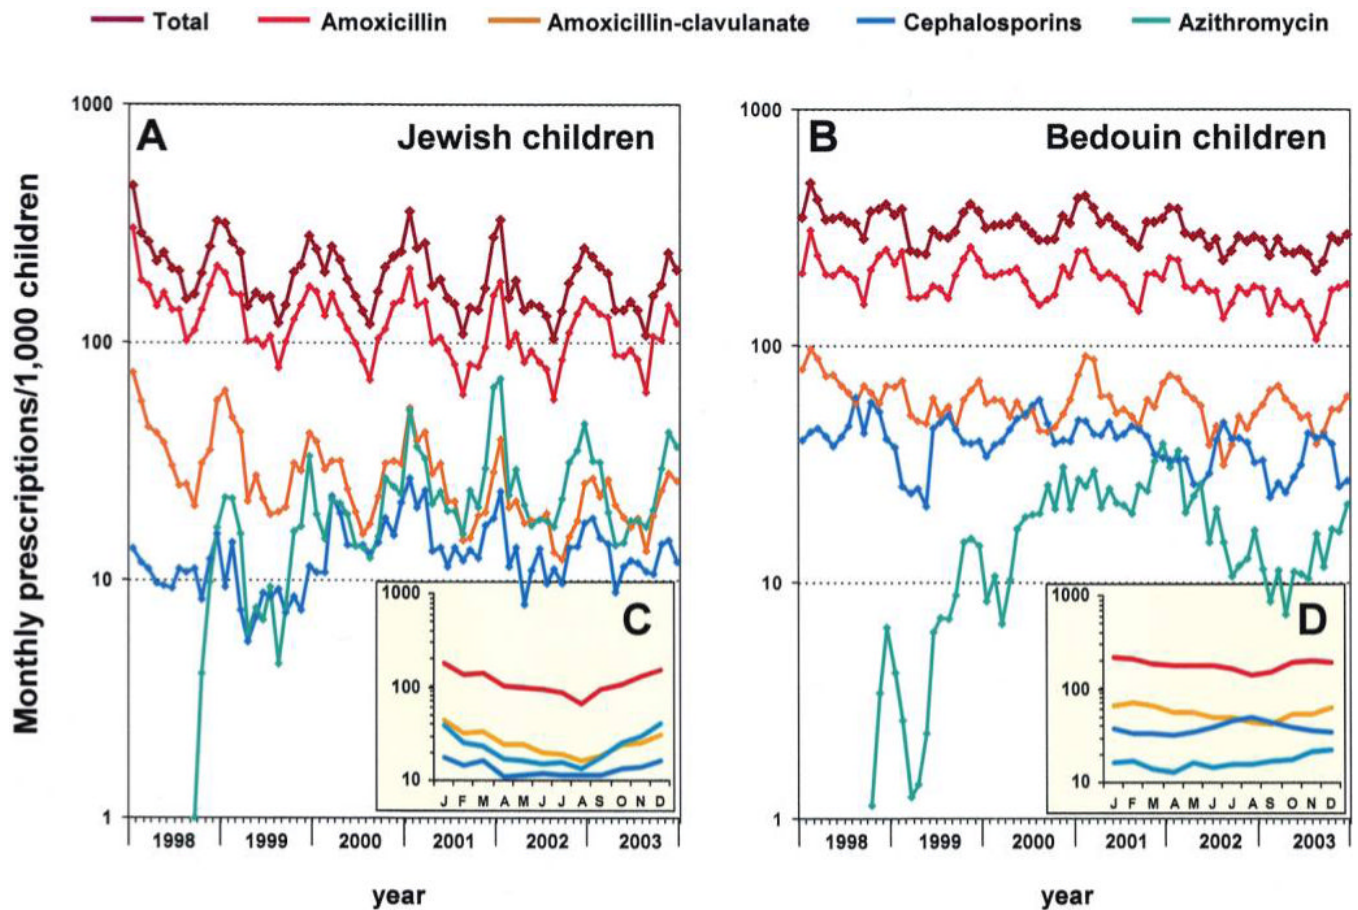 Total Amoxicillin Amoxicillin-clavulanate Cephalosporins Azithromycin
Monthly prescriptions/1,000 children
1000
100
10
1
A
Jewish children
1998 1999 2000 2001 2002 2003
year
C
1000
100
10
J F M A M J J A S O N D
1000
100
10
1
B
Bedouin children
1998 1999 2000 2001 2002 2003
year
D
1000
100
10
J F M A M J J A S O N D